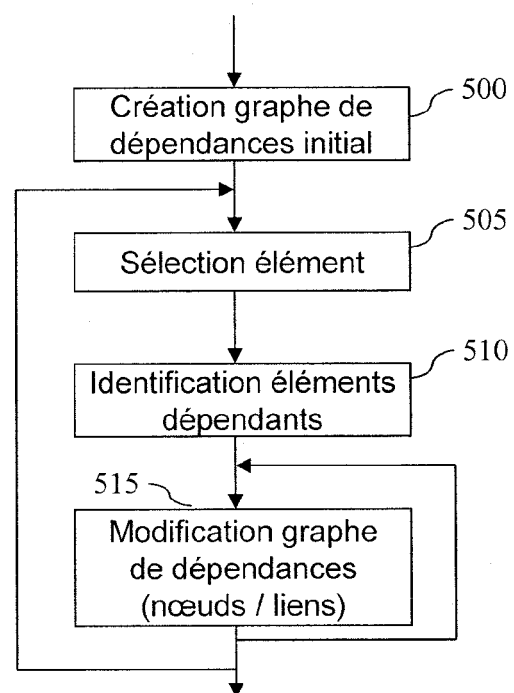 500
Création graphe de
dépendances initial
505
Sélection élément
510
Identification éléments
dépendants
515
Modification graphe
de dépendances
(nœuds / liens)